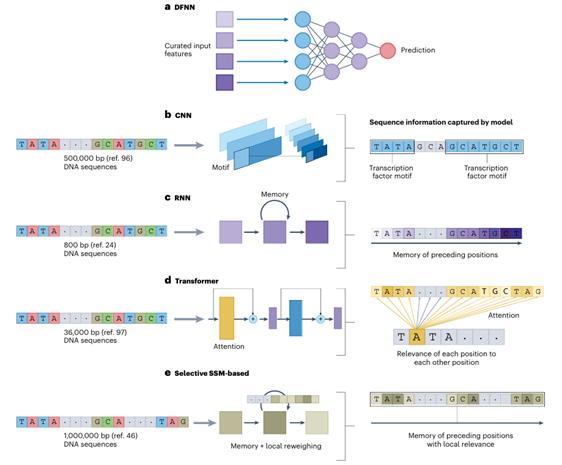 a DFNN
Curated input
features
Prediction
b CNN
Sequence information captured by model
T A T A · · · G C A T G C T
500,000 bp (ref. 96)
DNA sequences
Motif
T A T A G C A G C A T G C T
Transcription
factor motif
Transcription
factor motif
c RNN
Memory
T A T A · · · G C A T G C T
800 bp (ref. 24)
DNA sequences
T A T A · · · G C A T G C T
Memory of preceding positions
d Transformer
T A T A · · · G C A T G C T
36,000 bp (ref. 97)
DNA sequences
Attention
+
+
T A T A · · · G C A T G C T A G
Attention
T A T A · · ·
Relevance of each position to
each other position
e Selective SSM-based
T A T A · · · G C A · · · T A G
1,000,000 bp (ref. 46)
DNA sequences
Memory + local reweighing
T A T A · · · G C A · · · T A G
Memory of preceding positions
with local relevance